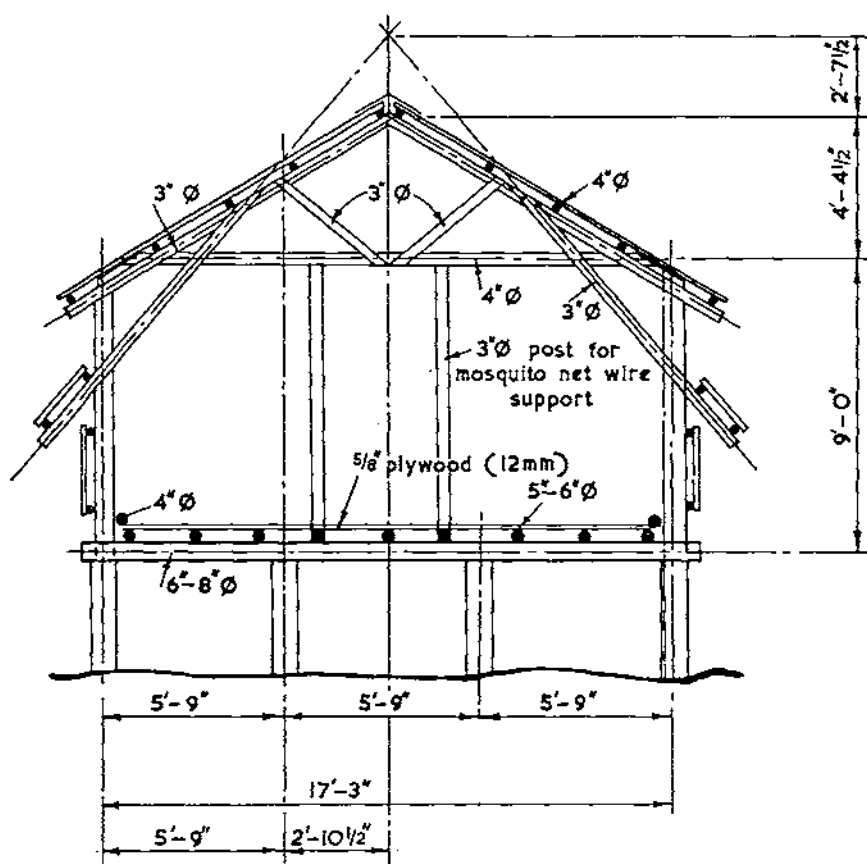 2'-7½"
4'-4½"
9'-0"
3" Ø
3" Ø
4"Ø
4"Ø
3"Ø
3"Ø post for
mosquito net wire
support
5/8" plywood (12mm)
4"Ø
5"-6"Ø
6"-8"Ø
5'-9"
5'-9"
5'-9"
17'-3"
5'-9"
2'-10½"